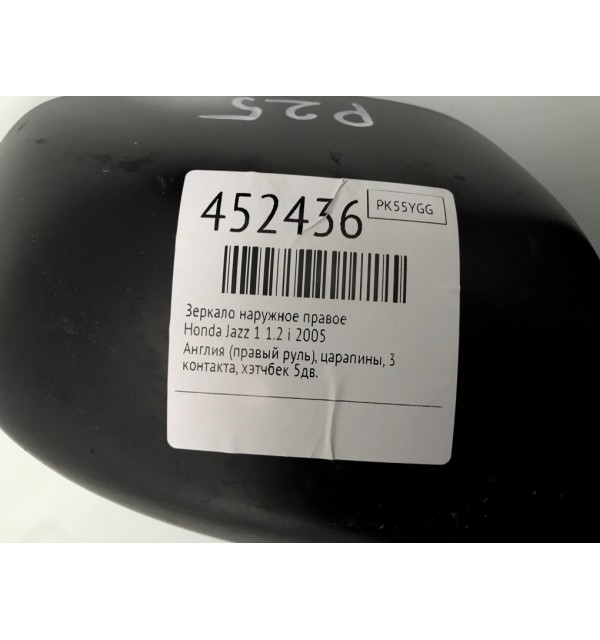 P25
452436
PK55YGG
Зеркало наружное правое
Honda Jazz 1 1.2 i 2005
Англия (правый руль), царапины, 3
контакта, хэтчбек 5дв.